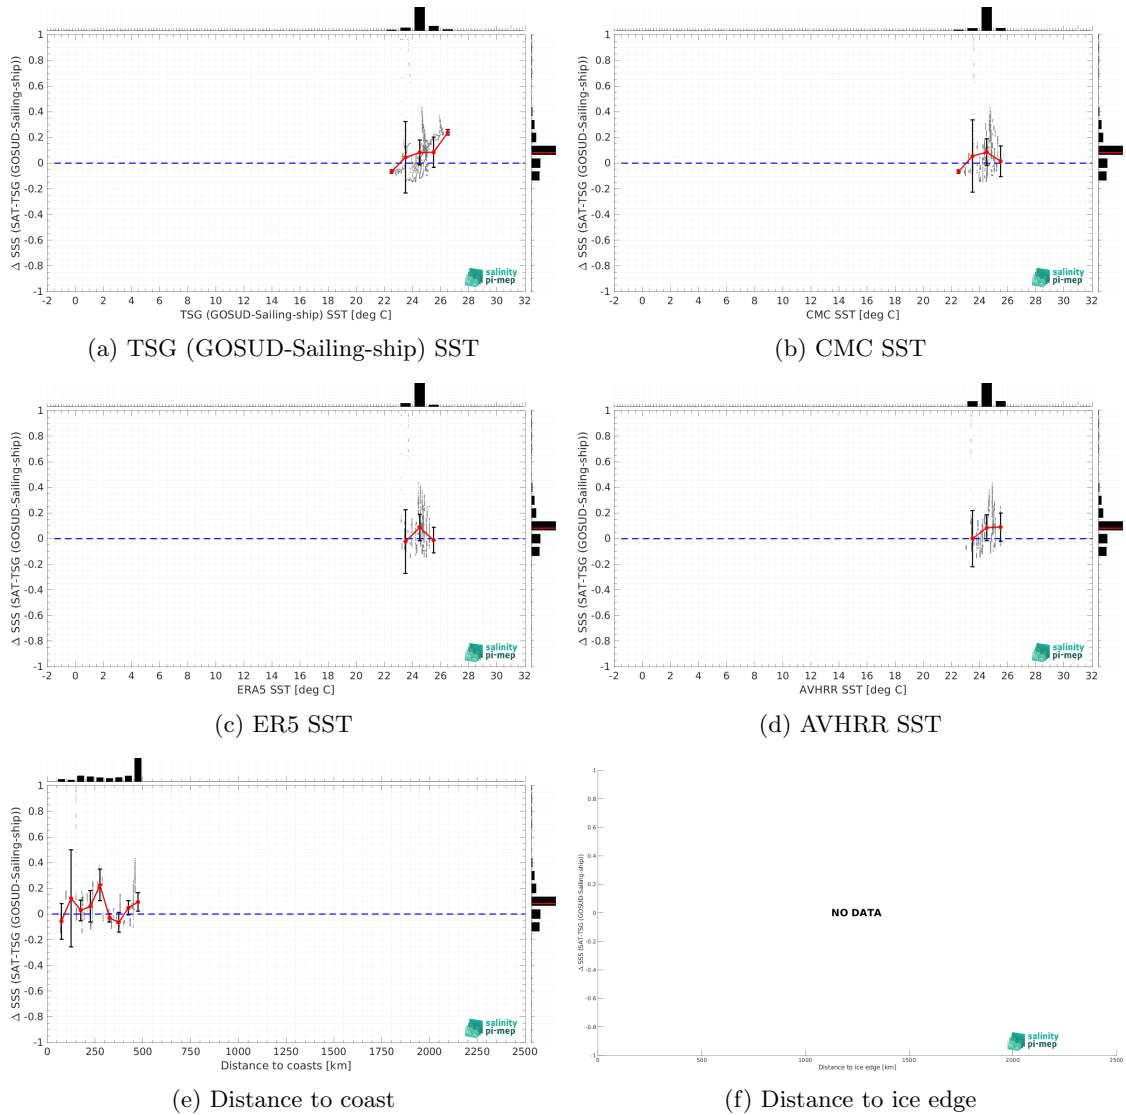 1
0.8
0.6
0.4
0.2
0
-0.2
-0.4
-0.6
-0.8
-1
Δ SSS (SAT-TSG (GOSUD-Sailing-ship))
salinity
pi-mep
-2 0 2 4 6 8 10 12 14 16 18 20 22 24 26 28 30 32
TSG (GOSUD-Sailing-ship) SST [deg C]
(a) TSG (GOSUD-Sailing-ship) SST
1
0.8
0.6
0.4
0.2
0
-0.2
-0.4
-0.6
-0.8
-1
Δ SSS (SAT-TSG (GOSUD-Sailing-ship))
salinity
pi-mep
-2 0 2 4 6 8 10 12 14 16 18 20 22 24 26 28 30 32
CMC SST [deg C]
(b) CMC SST
1
0.8
0.6
0.4
0.2
0
-0.2
-0.4
-0.6
-0.8
-1
Δ SSS (SAT-TSG (GOSUD-Sailing-ship))
salinity
pi-mep
-2 0 2 4 6 8 10 12 14 16 18 20 22 24 26 28 30 32
ERA5 SST [deg C]
(c) ER5 SST
1
0.8
0.6
0.4
0.2
0
-0.2
-0.4
-0.6
-0.8
-1
Δ SSS (SAT-TSG (GOSUD-Sailing-ship))
salinity
pi-mep
-2 0 2 4 6 8 10 12 14 16 18 20 22 24 26 28 30 32
AVHRR SST [deg C]
(d) AVHRR SST
1
0.8
0.6
0.4
0.2
0
-0.2
-0.4
-0.6
-0.8
-1
Δ SSS (SAT-TSG (GOSUD-Sailing-ship))
salinity
pi-mep
0 250 500 750 1000 1250 1500 1750 2000 2250 2500
Distance to coasts [km]
(e) Distance to coast
1
0.8
0.6
0.4
0.2
0
-0.2
-0.4
-0.6
-0.8
-1
Δ SSS (SAT-TSG (GOSUD-Sailing-ship))
NO DATA
salinity
pi-mep
0 500 1000 1500 2000 2500
Distance to ice edge [km]
(f) Distance to ice edge